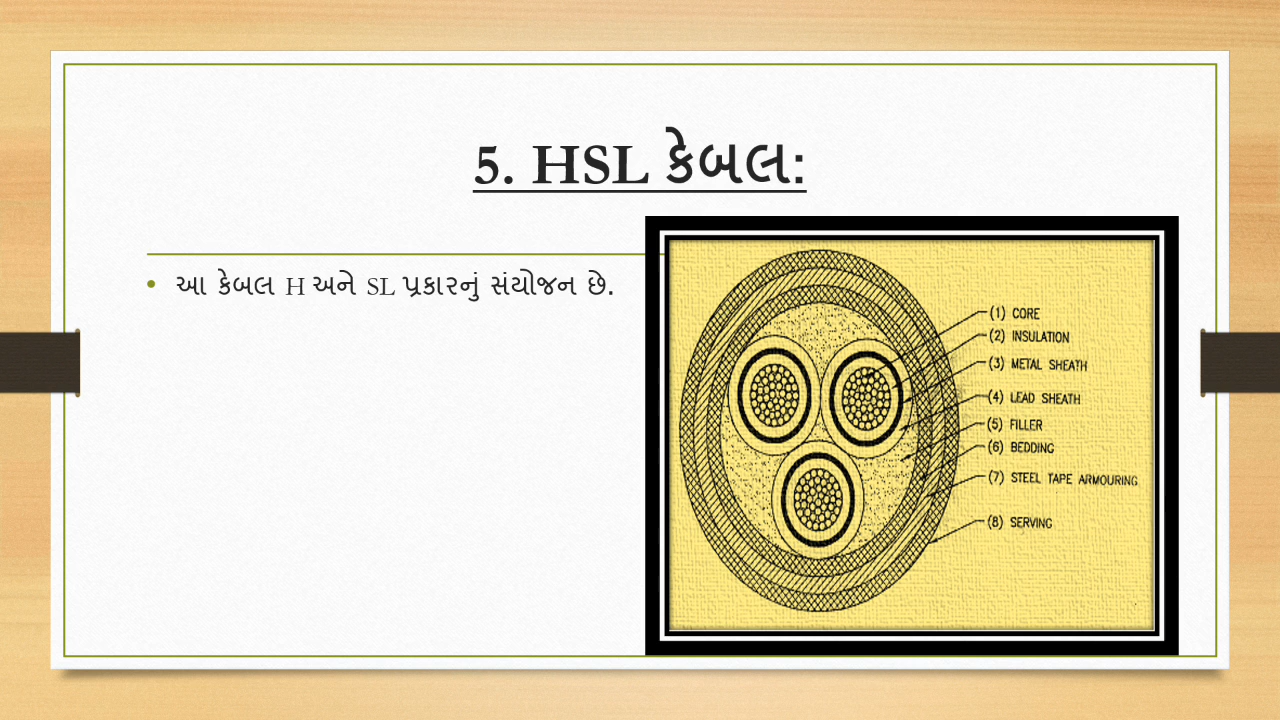 5. HSL કેબલ:
• આ કેબલ H અને SL પ્રકારનું સંયોજન છે.
(1) CORE
(2) INSULATION
(3) METAL SHEATH
(4) LEAD SHEATH
(5) FILLER
(6) BEDDING
(7) STEEL TAPE ARMOURING
(8) SERVING